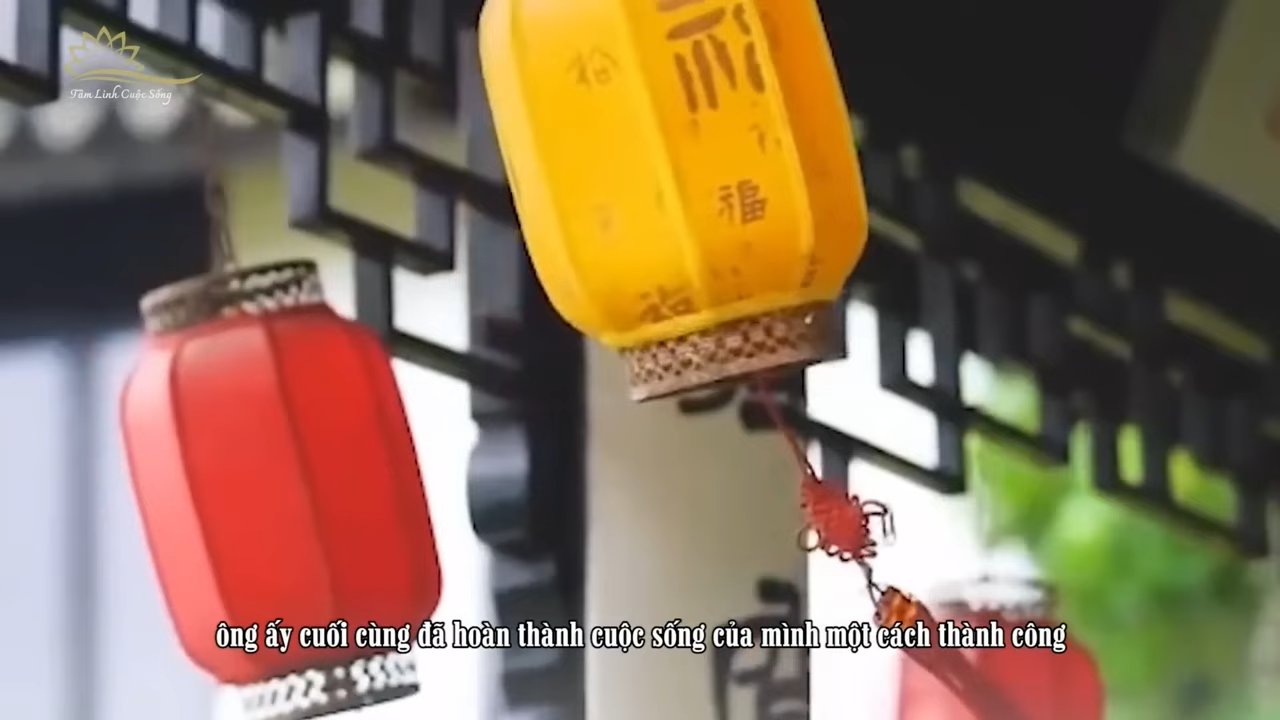 Tâm Linh Cuộc Sống
福
ông ấy cuối cùng đã hoàn thành cuộc sống của mình một cách thành công